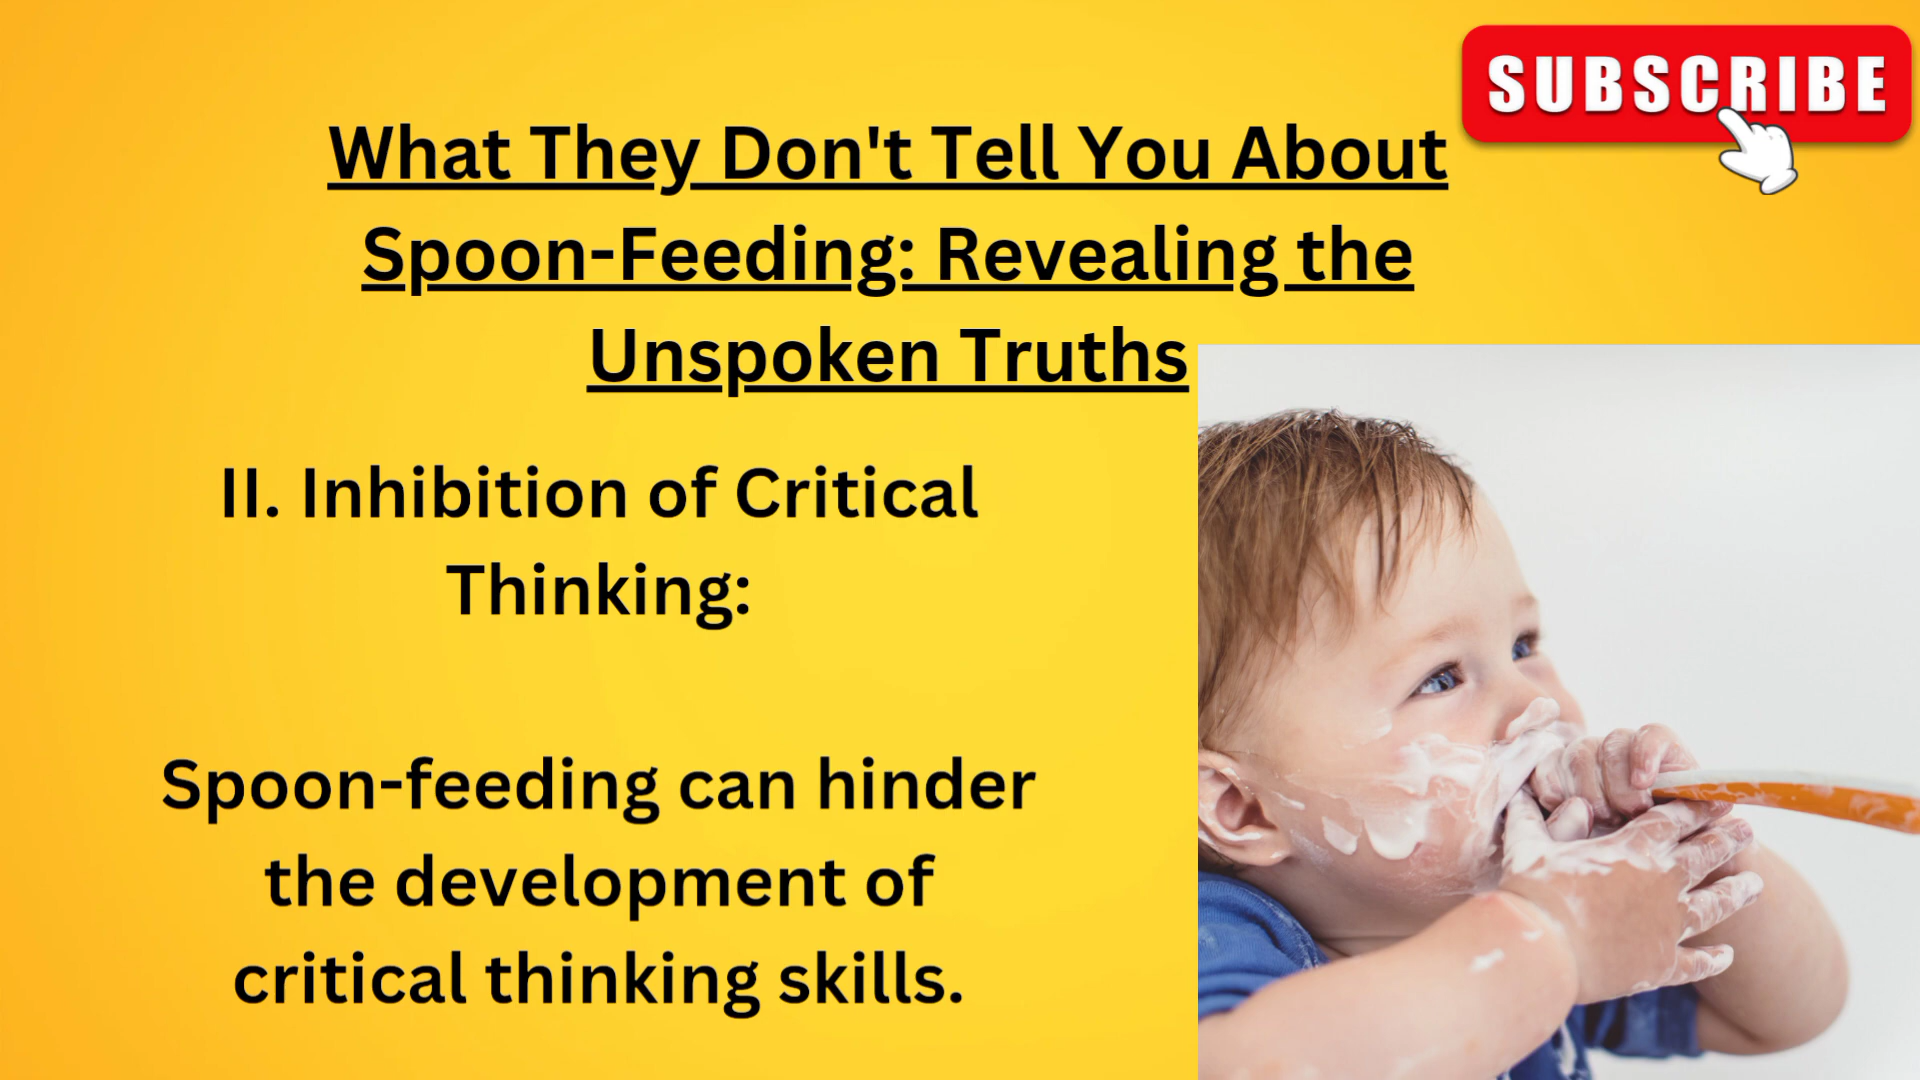 SUBSCRIBE
What They Don't Tell You About
Spoon-Feeding: Revealing the
Unspoken Truths
II. Inhibition of Critical
Thinking:
Spoon-feeding can hinder
the development of
critical thinking skills.